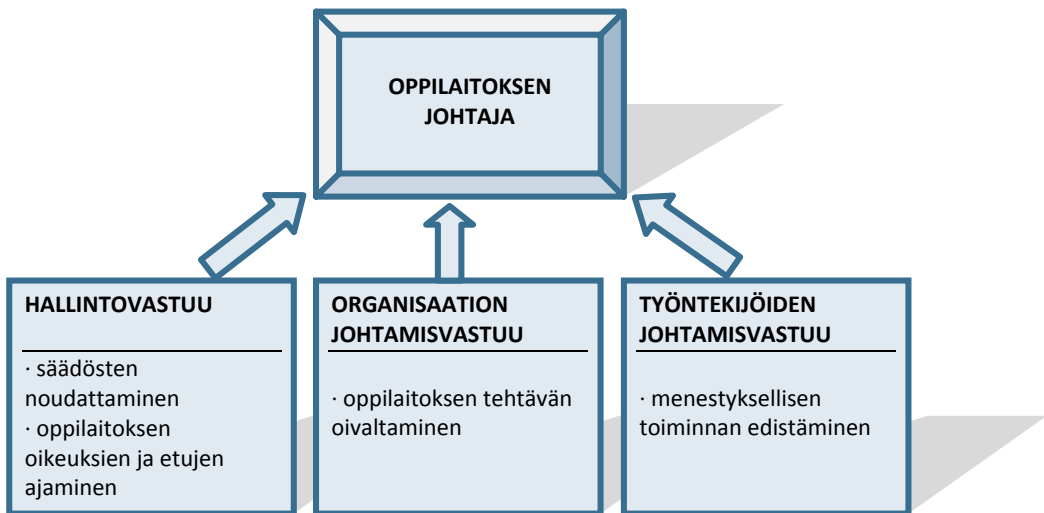 OPPILAITOKSEN
JOHTAJA
HALLINTOVASTUU
· säädösten
noudattaminen
· oppilaitoksen
oikeuksien ja etujen
ajaminen
ORGANISAATION
JOHTAMISVASTUU
· oppilaitoksen tehtävän
oivaltaminen
TYÖNTEKIJÖIDEN
JOHTAMISVASTUU
· menestyksellisen
toiminnan edistäminen